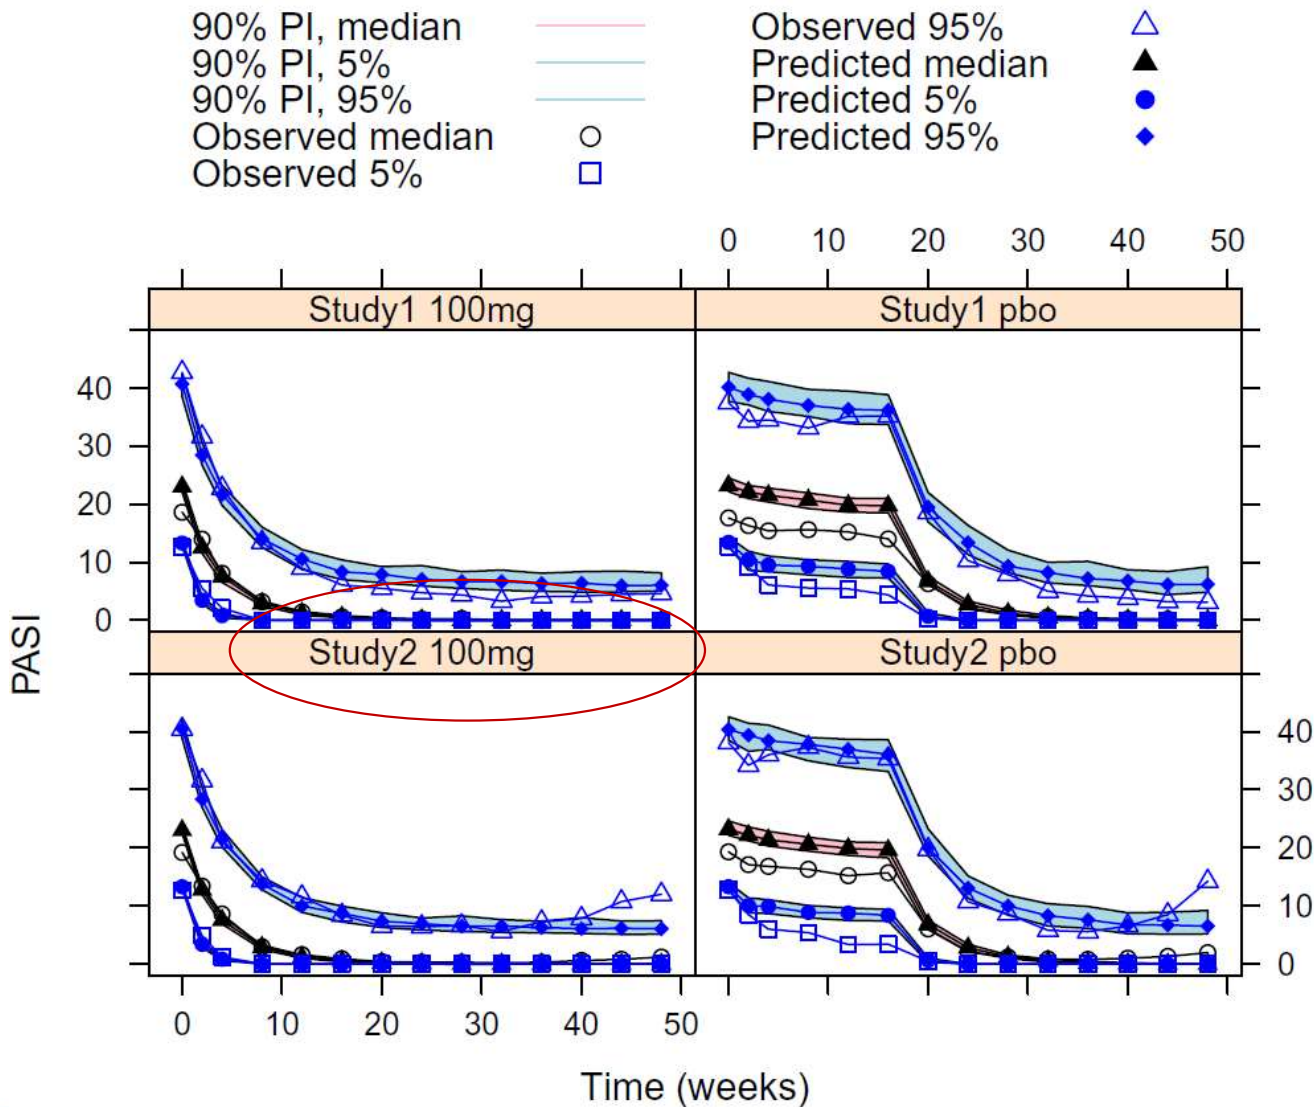 90% PI, median
90% PI, 5%
90% PI, 95%
Observed median
Observed 5%
Observed 95%
Predicted median
Predicted 5%
Predicted 95%
0 10 20 30 40 50
Study1 100mg Study1 pbo
40
30
20
10
0
Study2 100mg Study2 pbo
40
30
20
10
0
PASI
0 10 20 30 40 50
Time (weeks)